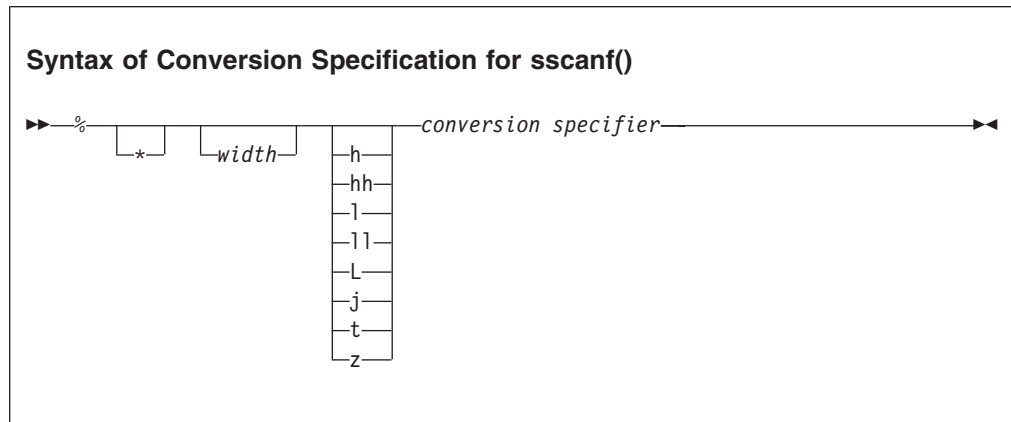 Syntax of Conversion Specification for sscanf()
%
*
width
h
hh
l
ll
L
j
t
z
conversion specifier